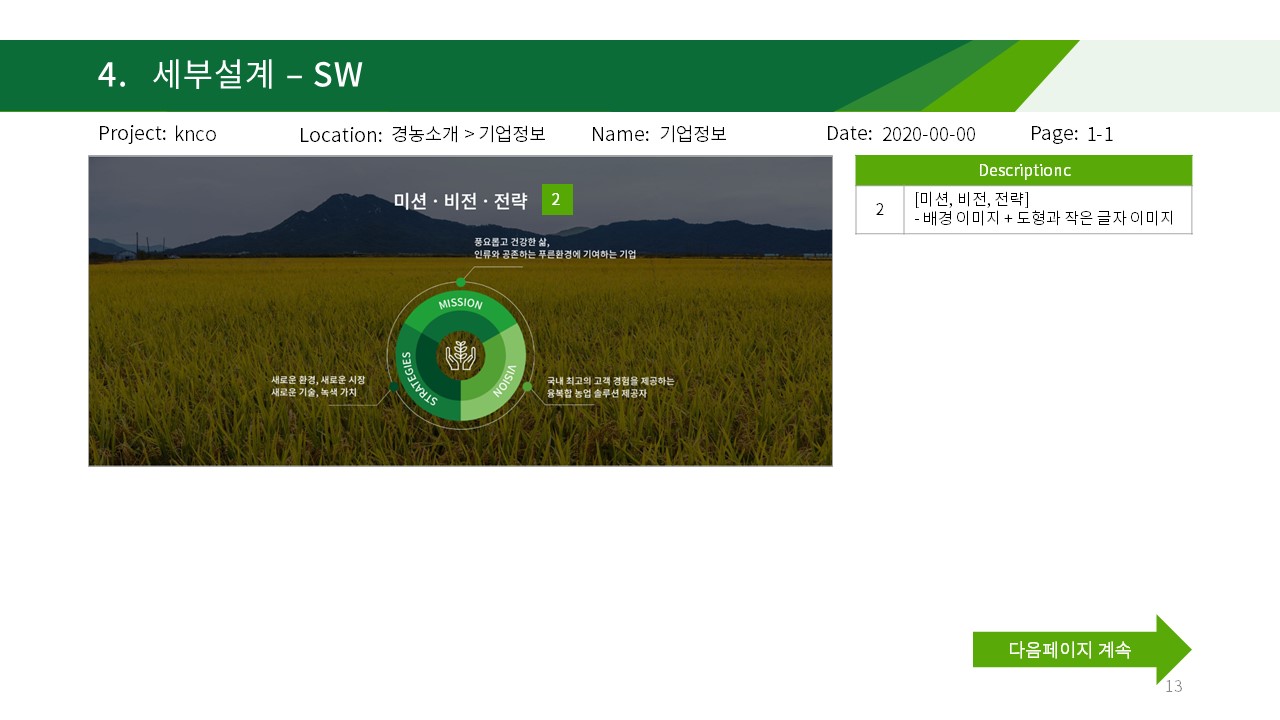 4. 세부설계 – SW
Project: knco
Location: 경농소개 > 기업정보
Name: 기업정보
Date: 2020-00-00
Page: 1-1
미션 · 비전 · 전략
2
풍요롭고 건강한 삶,
인류와 공존하는 푸른환경에 기여하는 기업
MISSION
STRATEGIES
VISION
새로운 환경, 새로운 시장
새로운 기술, 녹색 가치
국내 최고의 고객 경험을 제공하는
융복합 농업 솔루션 제공자
Descriptionc
2
[미션, 비전, 전략]
- 배경 이미지 + 도형과 작은 글자 이미지
다음페이지 계속
13